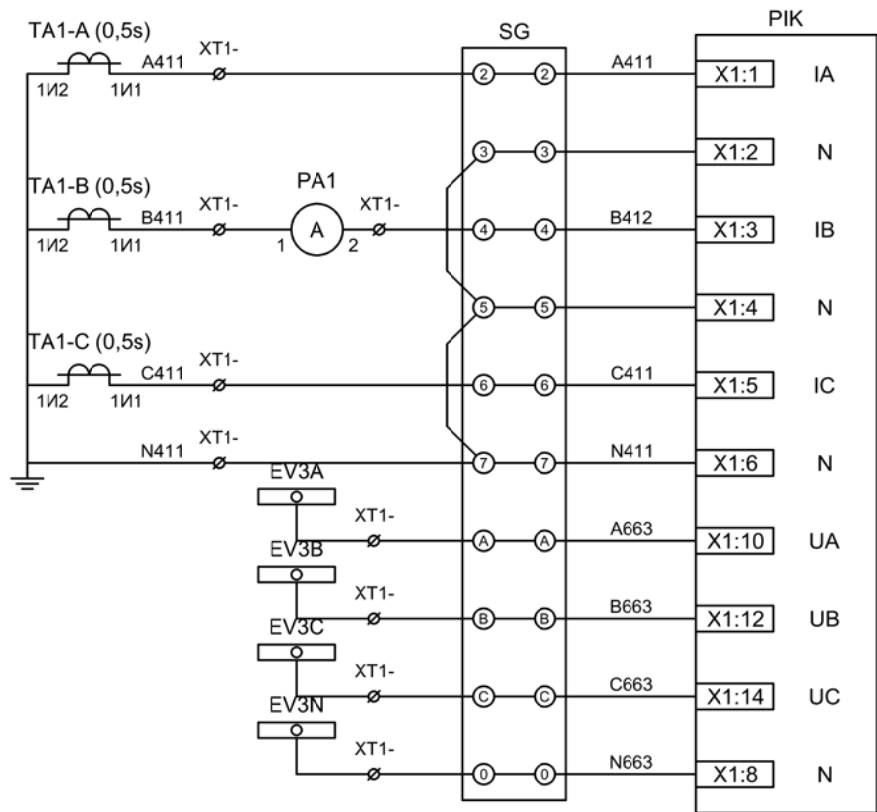 PIK
SG
TA1-A (0,5s)
XT1-
A411
1И2 1И1
2 2
A411
X1:1 IA
3 3
X1:2 N
TA1-B (0,5s)
B411
XT1-
PA1
1 A 2
XT1-
4 4
B412
X1:3 IB
1И2 1И1
5 5
X1:4 N
TA1-C (0,5s)
C411
XT1-
6 6
C411
X1:5 IC
1И2 1И1
N411
XT1-
7 7
N411
X1:6 N
EV3A
XT1-
A A
A663
X1:10 UA
EV3B
XT1-
B B
B663
X1:12 UB
EV3C
XT1-
C C
C663
X1:14 UC
EV3N
XT1-
0 0
N663
X1:8 N